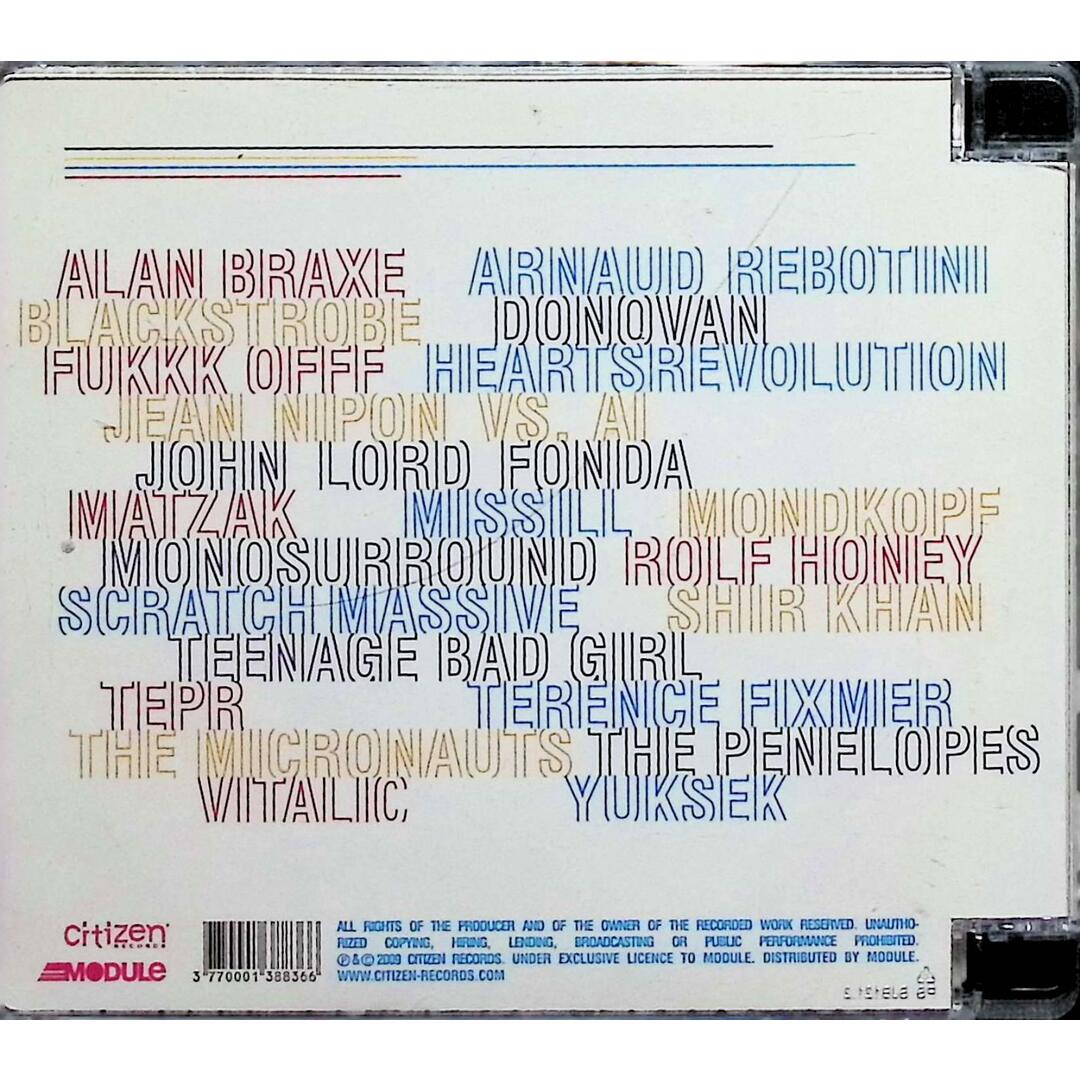 ALAN BRAXE ARNAUD REBOTINI
BLACKSTROBE DONOVAN
FUKKK OFFF HEARTSREVOLUTION
JEAN NIPON VS. AI
JOHN LORD FONDA
MATZAK MISSILL MONDKOPF
MONOSURROUND ROLF HONEY
SCRATCH MASSIVE SHIR KHAN
TEENAGE BAD GIRL
TEPR TERENCE FIXMER
THE MICRONAUTS THE PENELOPES
VITALIC YUKSEK
citizen
RECORDS
MODULE
3 770001 388366
ALL RIGHTS OF THE PRODUCER AND OF THE OWNER OF THE RECORDED WORK RESERVED. UNAUTHO-
RIZED COPYING, HIRING, LENDING, BROADCASTING OR PUBLIC PERFORMANCE PROHIBITED.
℗ & © 2009 CITIZEN RECORDS. UNDER EXCLUSIVE LICENCE TO MODULE. DISTRIBUTED BY MODULE.
WWW.CITIZEN-RECORDS.COM